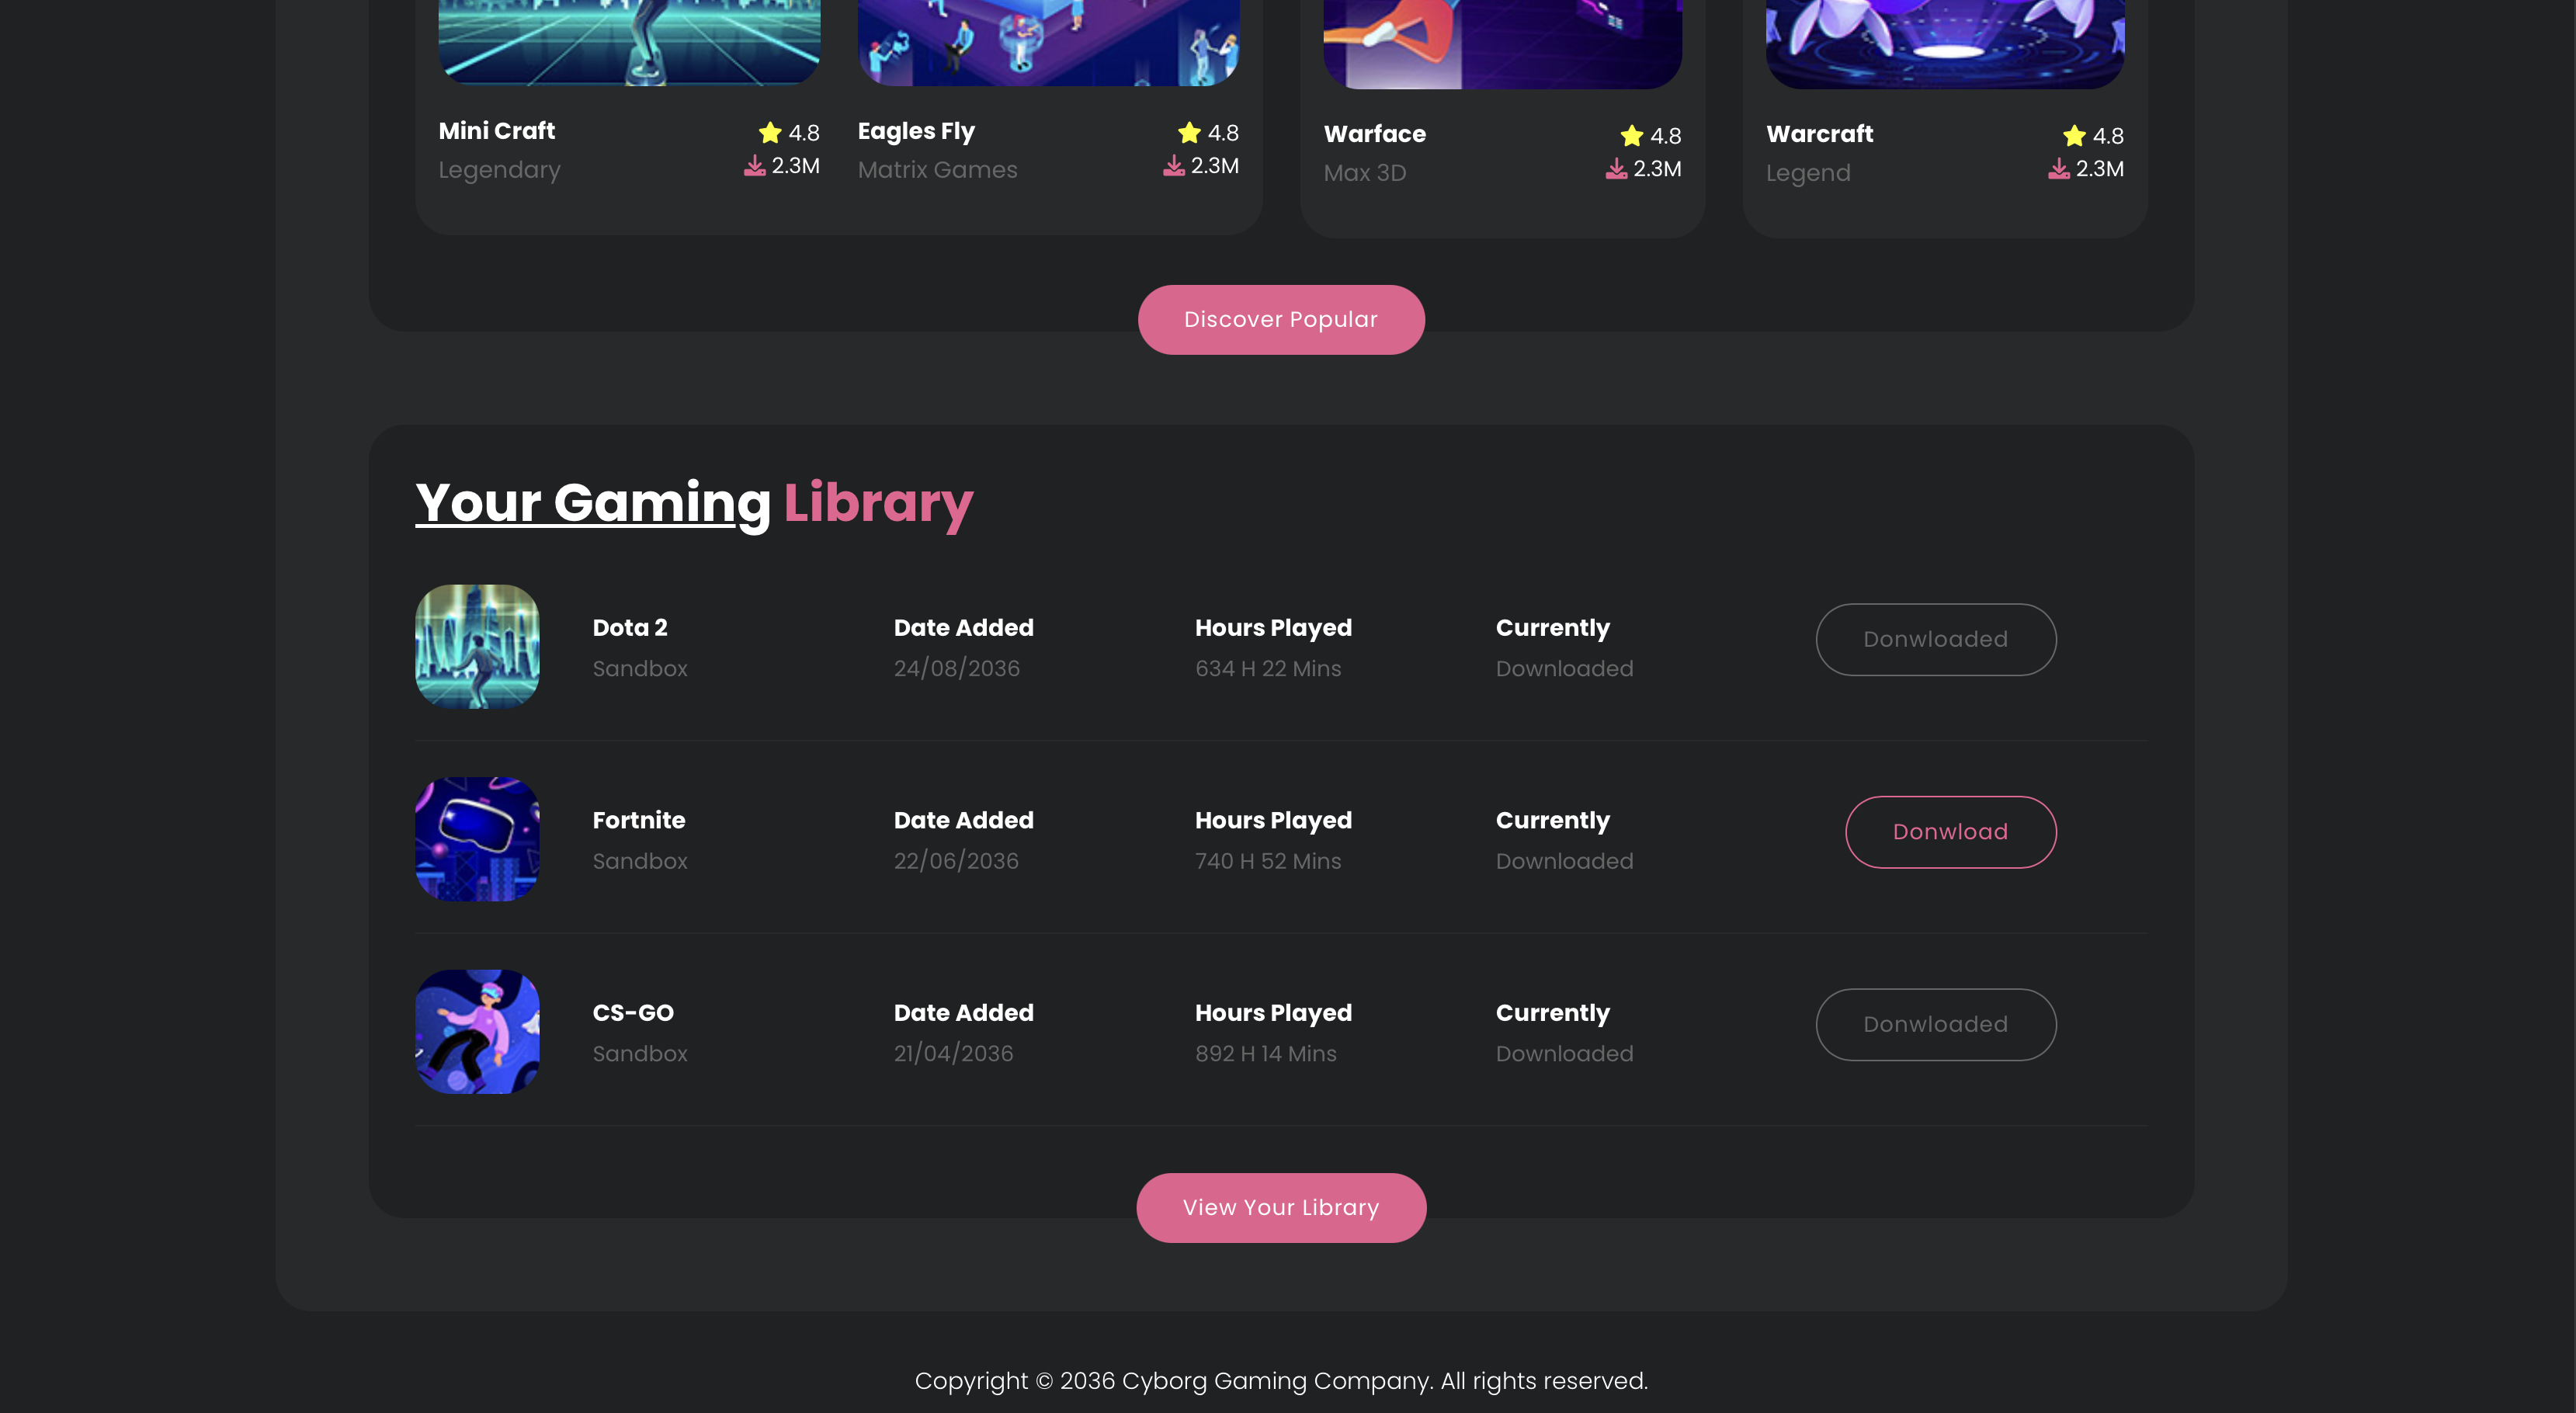 Mini Craft
4.8
Legendary
2.3M
Eagles Fly
4.8
Matrix Games
2.3M
Warface
4.8
Max 3D
2.3M
Warcraft
4.8
Legend
2.3M
Discover Popular
Your Gaming Library
Dota 2
Sandbox
Date Added
24/08/2036
Hours Played
634 H 22 Mins
Currently
Downloaded
Donwloaded
Fortnite
Sandbox
Date Added
22/06/2036
Hours Played
740 H 52 Mins
Currently
Downloaded
Donwload
CS-GO
Sandbox
Date Added
21/04/2036
Hours Played
892 H 14 Mins
Currently
Downloaded
Donwloaded
View Your Library
Copyright © 2036 Cyborg Gaming Company. All rights reserved.